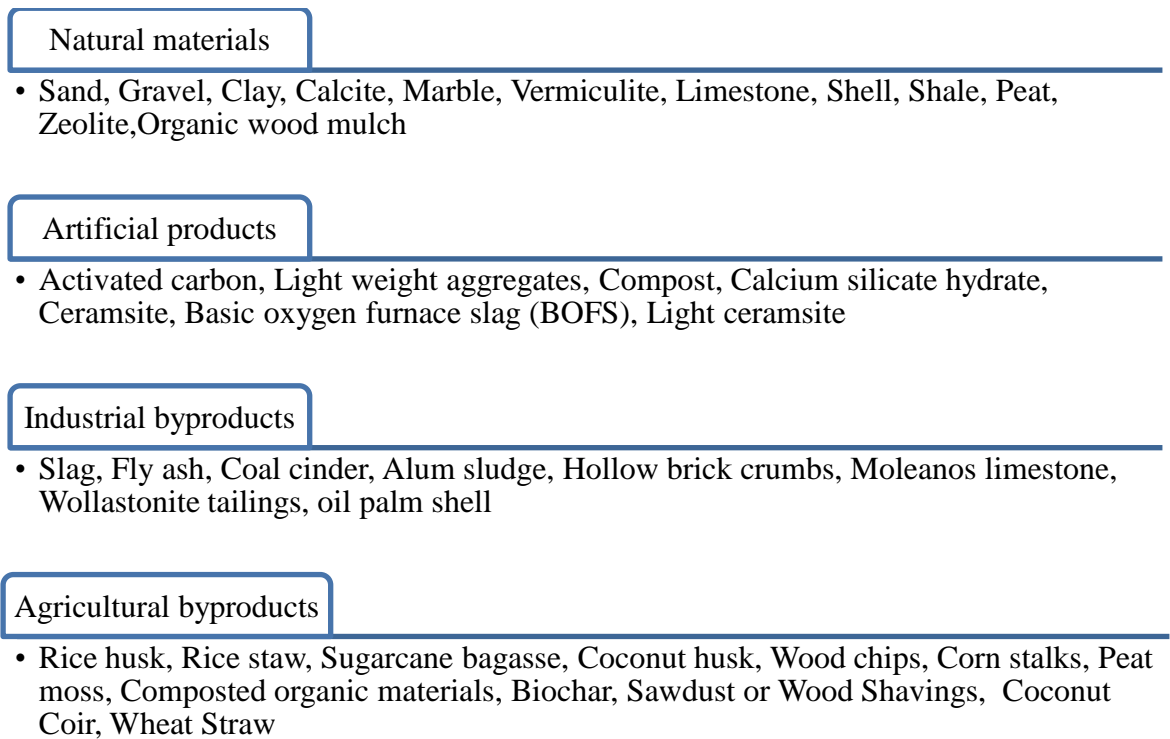 Natural materials
• Sand, Gravel, Clay, Calcite, Marble, Vermiculite, Limestone, Shell, Shale, Peat,
Zeolite,Organic wood mulch
Artificial products
• Activated carbon, Light weight aggregates, Compost, Calcium silicate hydrate,
Ceramsite, Basic oxygen furnace slag (BOFS), Light ceramsite
Industrial byproducts
• Slag, Fly ash, Coal cinder, Alum sludge, Hollow brick crumbs, Moleanos limestone,
Wollastonite tailings, oil palm shell
Agricultural byproducts
• Rice husk, Rice staw, Sugarcane bagasse, Coconut husk, Wood chips, Corn stalks, Peat
moss, Composted organic materials, Biochar, Sawdust or Wood Shavings, Coconut
Coir, Wheat Straw